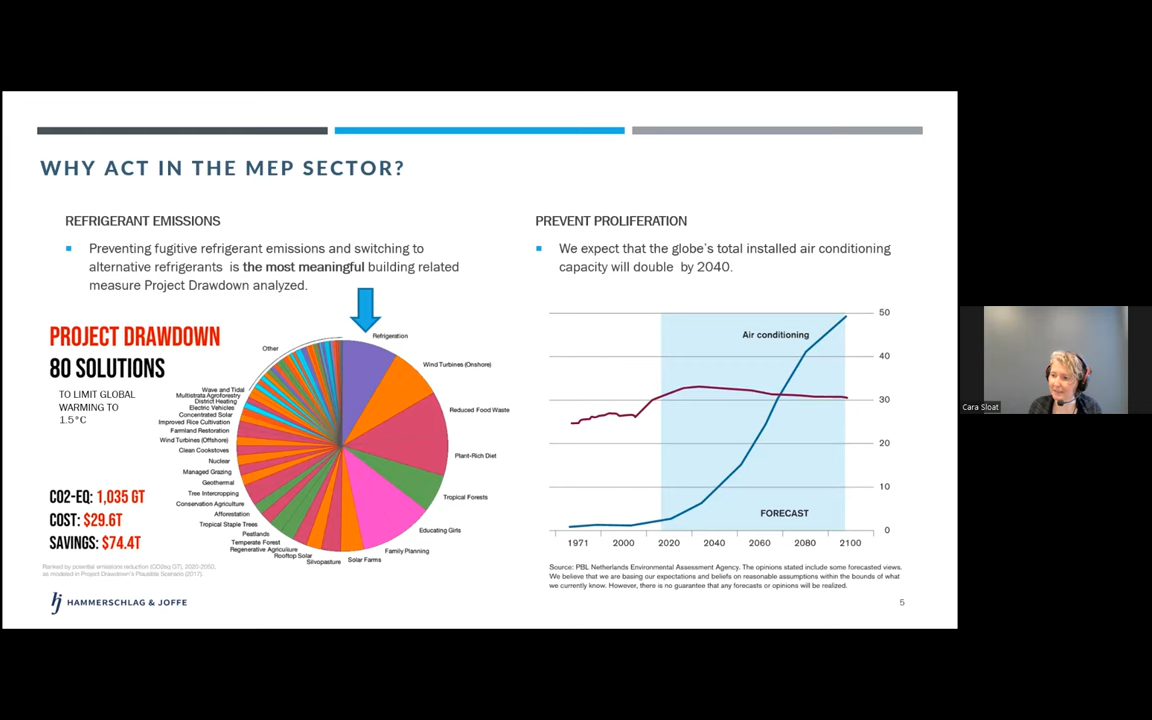 WHY ACT IN THE MEP SECTOR?
REFRIGERANT EMISSIONS
Preventing fugitive refrigerant emissions and switching to
alternative refrigerants is the most meaningful building related
measure Project Drawdown analyzed.
PROJECT DRAWDOWN
80 SOLUTIONS
TO LIMIT GLOBAL
WARMING TO
1.5°C
CO2-EQ: 1,035 GT
COST: $29.6T
SAVINGS: $74.4T
Ranked by potential emissions reduction (CO2eq GT), 2020-2050,
as modeled in Project Drawdown's Plausible Scenario (2017).
Refrigeration
Wind Turbines (Onshore)
Reduced Food Waste
Plant-Rich Diet
Tropical Forests
Educating Girls
Family Planning
Solar Farms
Silvopasture
Rooftop Solar
Regenerative Agriculture
Temperate Forest
Peatlands
Tropical Staple Trees
Afforestation
Conservation Agriculture
Tree Intercropping
Geothermal
Managed Grazing
Nuclear
Clean Cookstoves
Wind Turbines (Offshore)
Farmland Restoration
Improved Rice Cultivation
Concentrated Solar
Electric Vehicles
District Heating
Multistrata Agroforestry
Wave and Tidal
Other
hj HAMMERSCHLAG & JOFFE
PREVENT PROLIFERATION
We expect that the globe's total installed air conditioning
capacity will double by 2040.
Air conditioning
FORECAST
50
40
30
20
10
0
1971 2000 2020 2040 2060 2080 2100
Source: PBL Netherlands Environmental Assessment Agency. The opinions stated include some forecasted views.
We believe that we are basing our expectations and beliefs on reasonable assumptions within the bounds of what
we currently know. However, there is no guarantee that any forecasts or opinions will be realized.
5
Cara Sloat